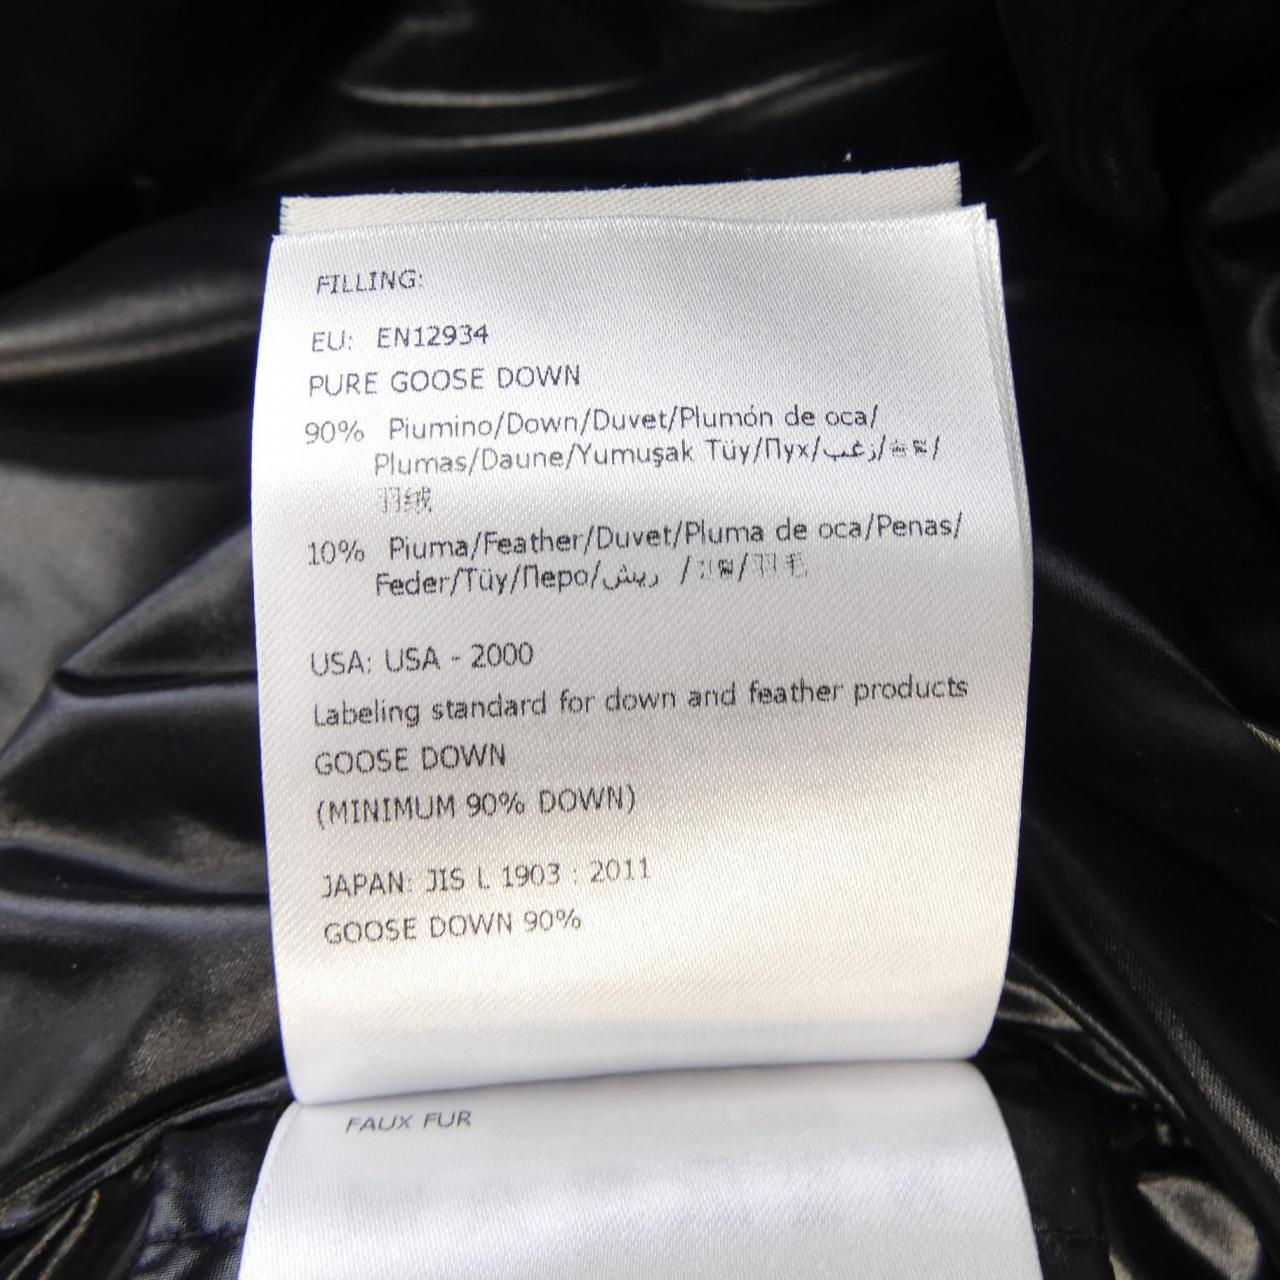 FILLING:
EU: EN12934
PURE GOOSE DOWN
90% Piumino/Down/Duvet/Plumón de oca/
Plumas/Daune/Yumuşak Tüy/Пух/زغب/
羽绒
10% Piuma/Feather/Duvet/Pluma de oca/Penas/
Feder/Tüy/Перо/ريش / /羽毛
USA: USA - 2000
Labeling standard for down and feather products
GOOSE DOWN
(MINIMUM 90% DOWN)
JAPAN: JIS L 1903 : 2011
GOOSE DOWN 90%
FAUX FUR